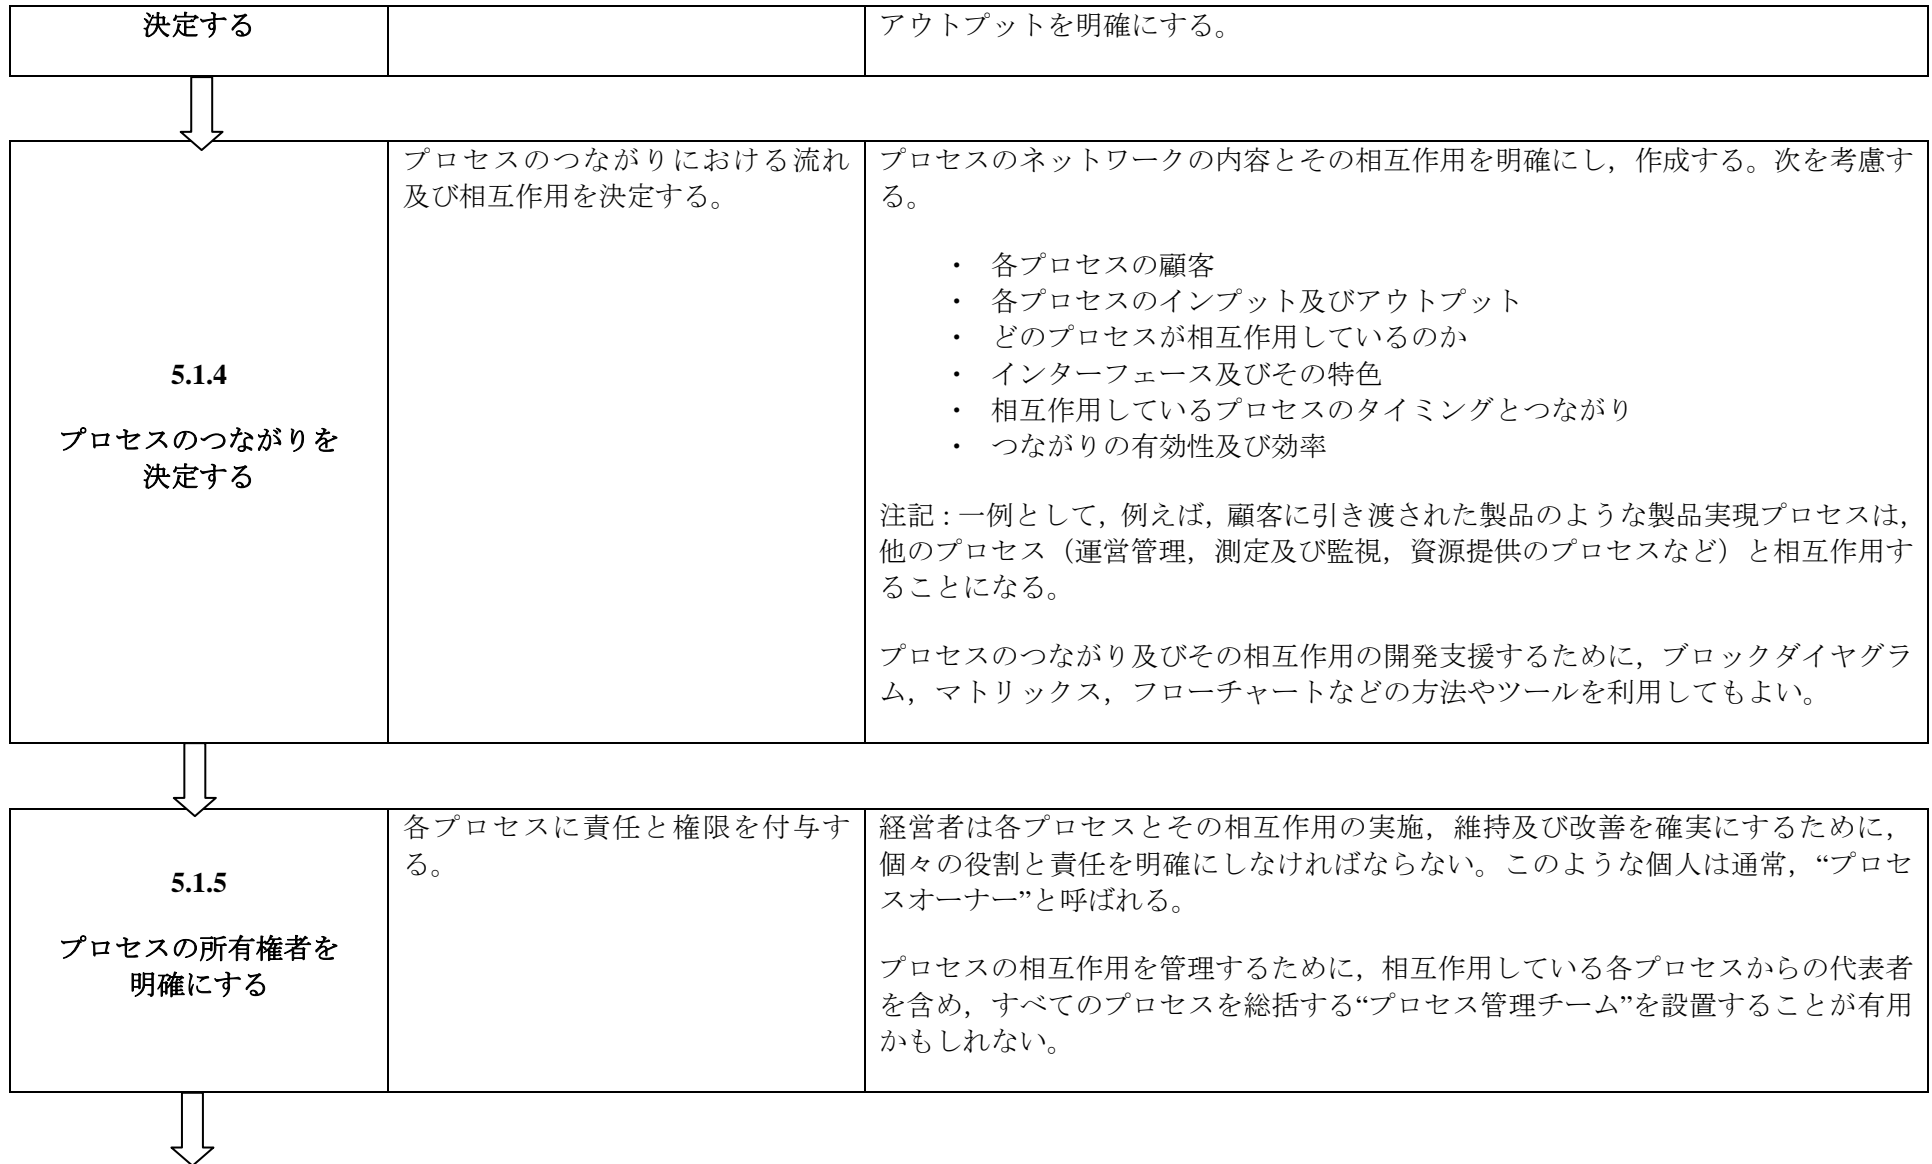 決定する
アウトプットを明確にする。
5.1.4
プロセスのつながりを
決定する
プロセスのつながりにおける流れ
及び相互作用を決定する。
プロセスのネットワークの内容とその相互作用を明確にし，作成する。次を考慮す
る。
・ 各プロセスの顧客
・ 各プロセスのインプット及びアウトプット
・ どのプロセスが相互作用しているのか
・ インターフェース及びその特色
・ 相互作用しているプロセスのタイミングとつながり
・ つながりの有効性及び効率
注記：一例として，例えば，顧客に引き渡された製品のような製品実現プロセスは，
他のプロセス（運営管理，測定及び監視，資源提供のプロセスなど）と相互作用す
ることになる。
プロセスのつながり及びその相互作用の開発支援するために，ブロックダイヤグラ
ム，マトリックス，フローチャートなどの方法やツールを利用してもよい。
5.1.5
プロセスの所有権者を
明確にする
各プロセスに責任と権限を付与す
る。
経営者は各プロセスとその相互作用の実施，維持及び改善を確実にするために，
個々の役割と責任を明確にしなければならない。このような個人は通常，“プロセ
スオーナー”と呼ばれる。
プロセスの相互作用を管理するために，相互作用している各プロセスからの代表者
を含め，すべてのプロセスを総括する“プロセス管理チーム”を設置することが有用
かもしれない。